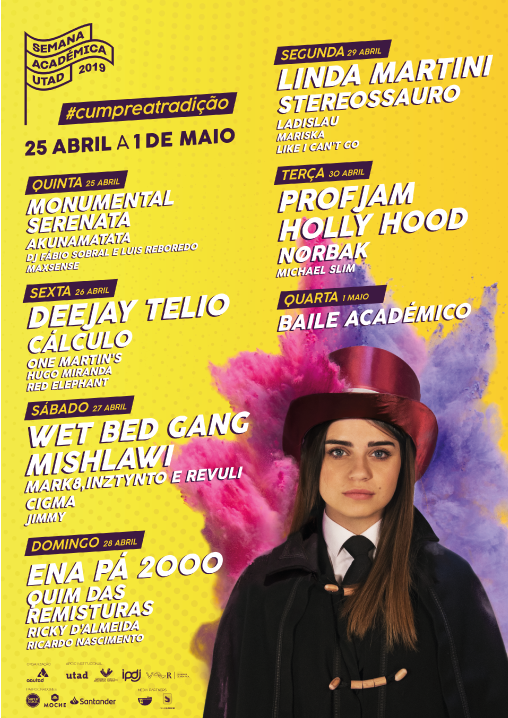 SEMANA
ACADÉMICA
UTAD 2019
#cumpreatradição
25 ABRIL A 1 DE MAIO
QUINTA 25 ABRIL
MONUMENTAL
SERENATA
AKUNAMATATA
DJ FÁBIO SOBRAL E LUIS REBOREDO
MAXSENSE
SEXTA 26 ABRIL
DEEJAY TELIO
CÁLCULO
ONE MARTIN'S
HUGO MIRANDA
RED ELEPHANT
SÁBADO 27 ABRIL
WET BED GANG
MISHLAWI
MARK8, INZTYNTO E REVULI
CIGMA
JIMMY
DOMINGO 28 ABRIL
ENA PÁ 2000
QUIM DAS
REMISTURAS
RICKY D'ALMEIDA
RICARDO NASCIMENTO
SEGUNDA 29 ABRIL
LINDA MARTINI
STEREOSSAURO
LADISLAU
MARISKA
LIKE I CAN'T GO
TERÇA 30 ABRIL
PROFJAM
HOLLY HOOD
NØRBAK
MICHAEL SLIM
QUARTA 1 MAIO
BAILE ACADÉMICO
aautad
utad
ipdj
MOCHE
Santander